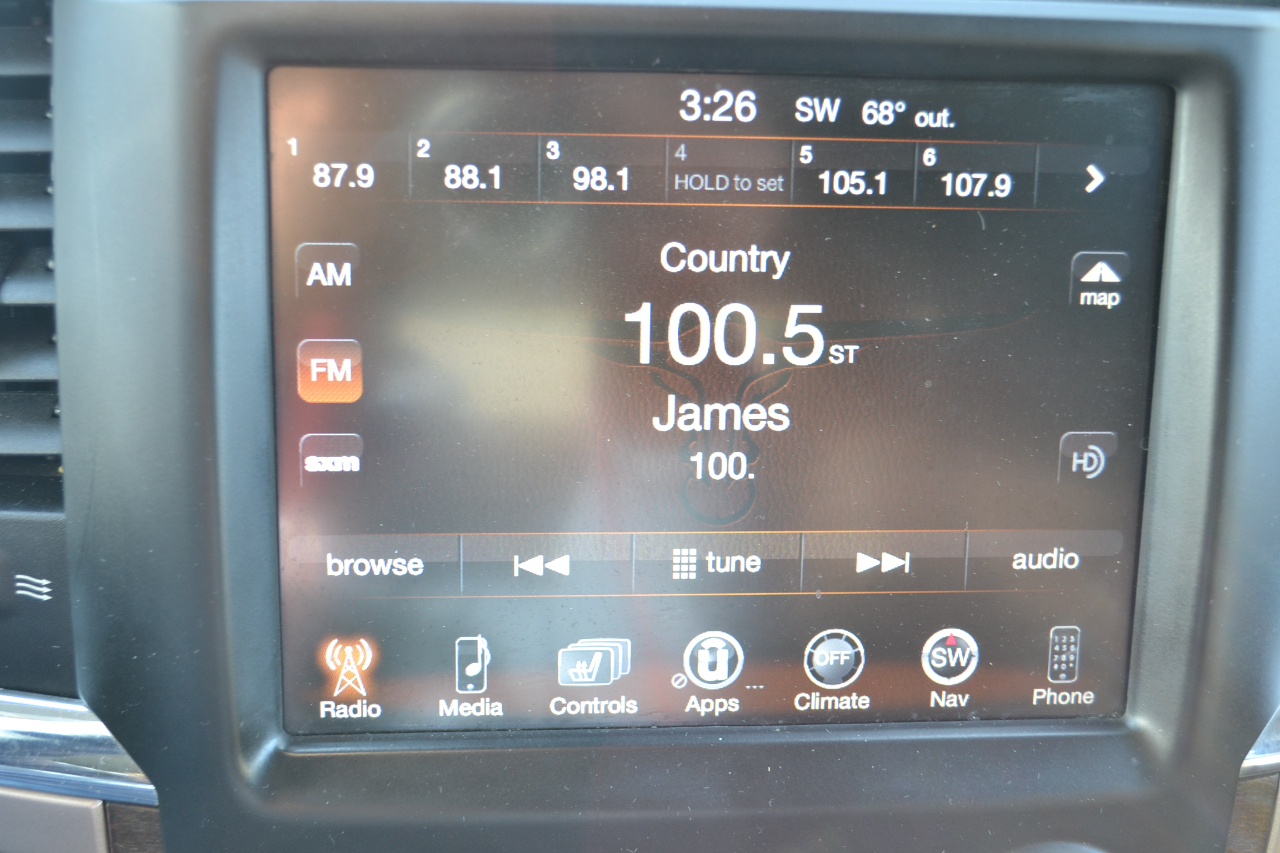 3:26 SW 68° out.
1 87.9 2 88.1 3 98.1 4 HOLD to set 5 105.1 6 107.9
Country
AM
map
100.5 ST
FM
James
100.
sxm
HD
browse tune audio
OFF SW
Radio Media Controls Apps Climate Nav Phone